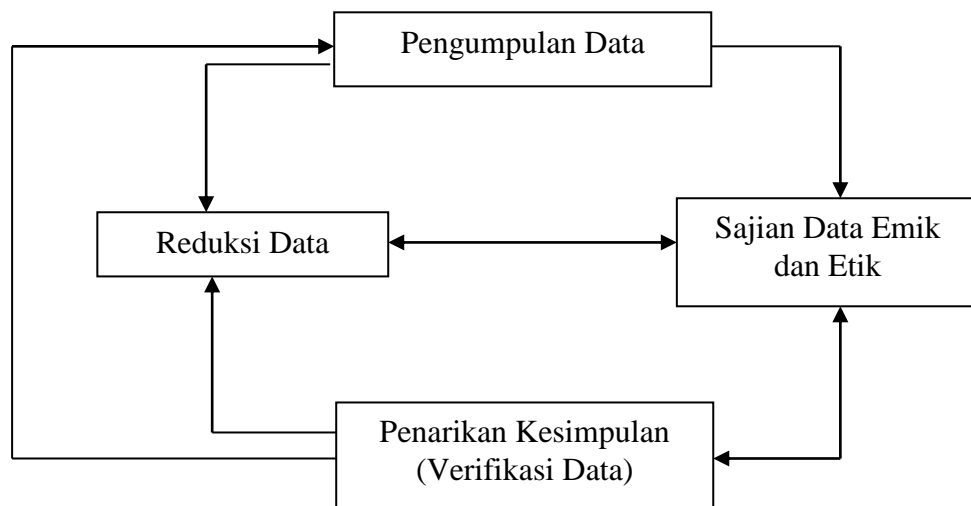 Pengumpulan Data
Reduksi Data
Sajian Data Emik
dan Etik
Penarikan Kesimpulan
(Verifikasi Data)